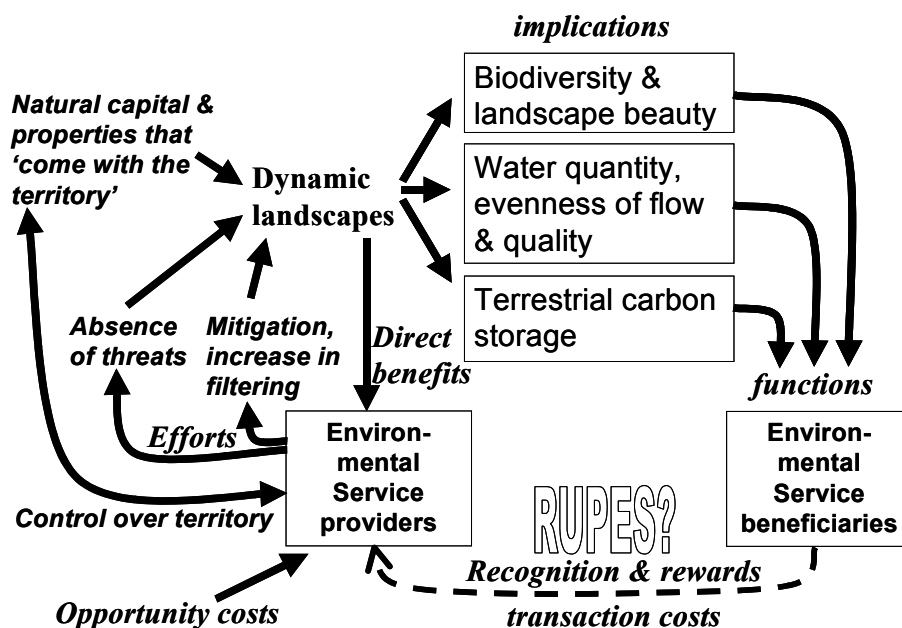 implications
Biodiversity &
landscape beauty
Natural capital &
properties that
‘come with the
territory’
Dynamic
landscapes
Water quantity,
evenness of flow
& quality
Terrestrial carbon
storage
Absence
of threats
Mitigation,
increase in
filtering
Direct
benefits
functions
Efforts
Environ-
mental
Service
providers
Environ-
mental
Service
beneficiaries
Control over territory
RUPES?
Recognition & rewards
transaction costs
Opportunity costs